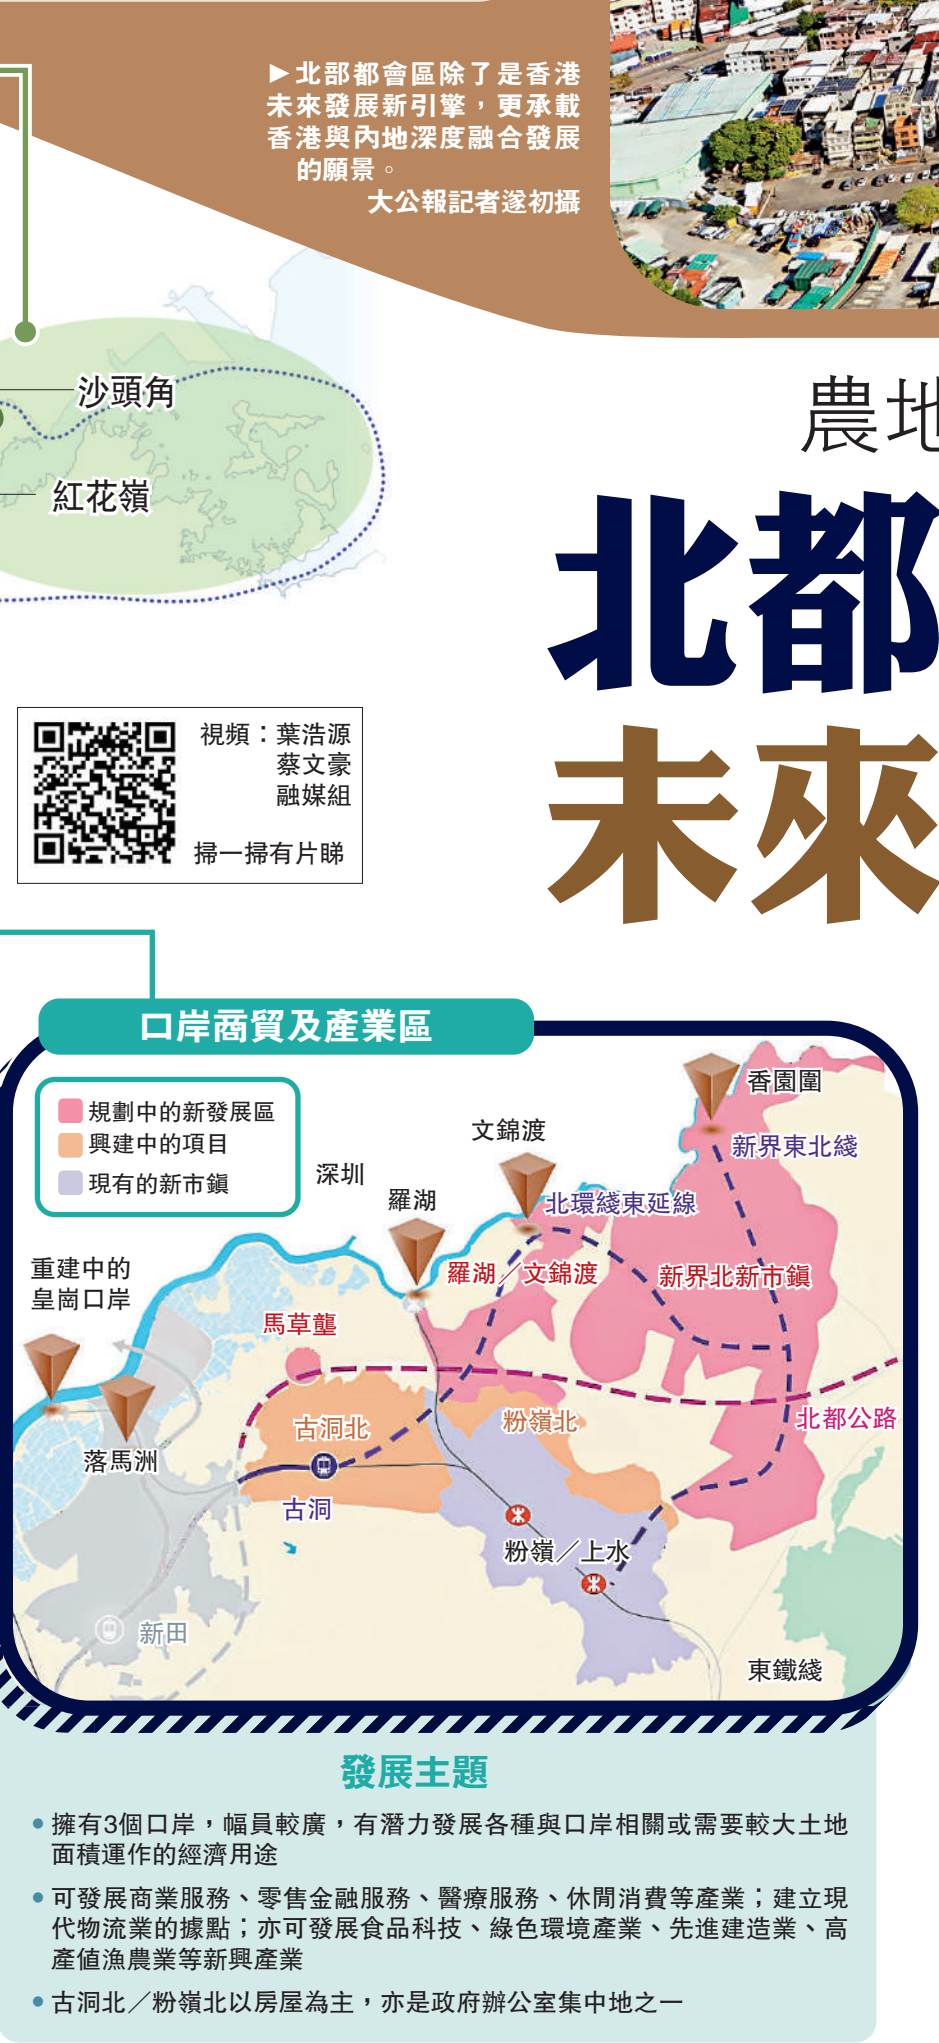 ▶北部都會區除了是香港
未來發展新引擎，更承載
香港與內地深度融合發展
的願景。
大公報記者遂初攝
沙頭角
紅花嶺
農地
北都
未來
視頻：葉浩源
蔡文豪
融媒組
掃一掃有片睇
口岸商貿及產業區
規劃中的新發展區
興建中的項目
現有的新市鎮
香園圍
文錦渡
新界東北綫
深圳
羅湖
北環綫東延線
重建中的
皇崗口岸
羅湖／文錦渡
新界北新市鎮
馬草壟
古洞北
粉嶺北
北都公路
落馬洲
古洞
粉嶺／上水
新田
東鐵綫
發展主題
•擁有3個口岸，幅員較廣，有潛力發展各種與口岸相關或需要較大土地
面積運作的經濟用途
•可發展商業服務、零售金融服務、醫療服務、休閒消費等產業；建立現
代物流業的據點；亦可發展食品科技、綠色環境產業、先進建造業、高
產值漁農業等新興產業
•古洞北／粉嶺北以房屋為主，亦是政府辦公室集中地之一